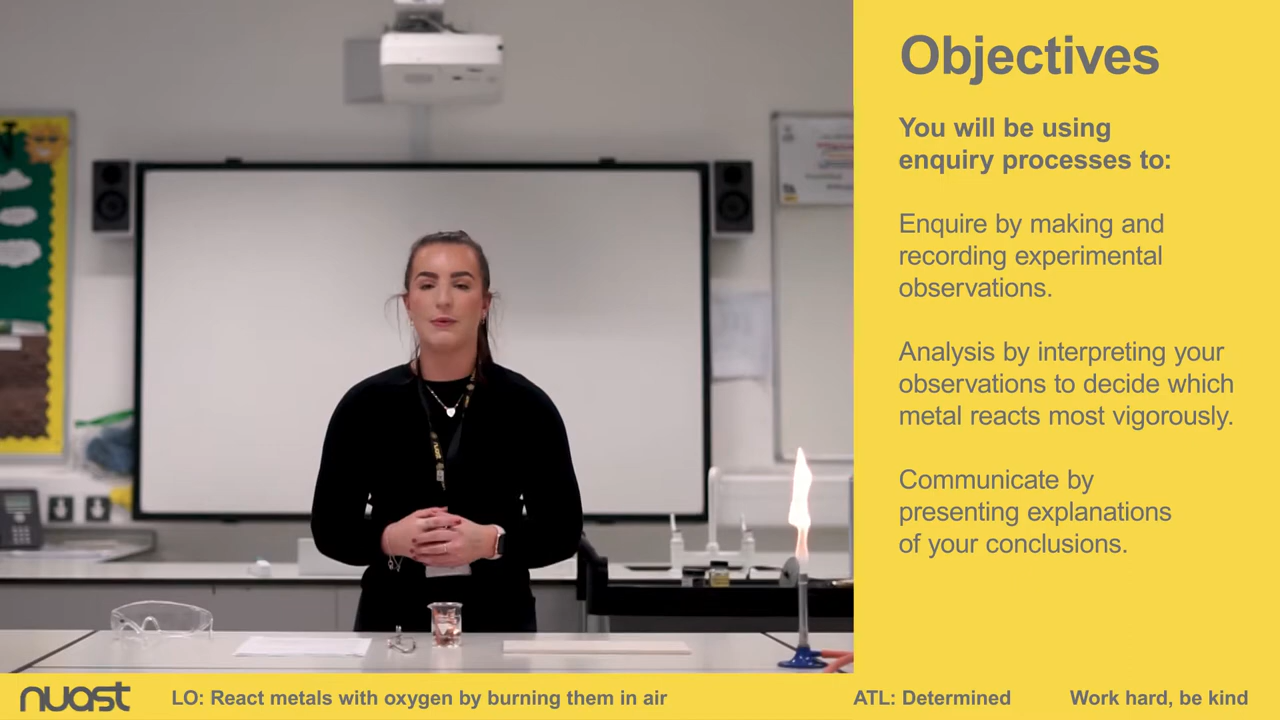 Objectives
You will be using
enquiry processes to:
Enquire by making and
recording experimental
observations.
Analysis by interpreting your
observations to decide which
metal reacts most vigorously.
Communicate by
presenting explanations
of your conclusions.
nuast
nuast
LO: React metals with oxygen by burning them in air
ATL: Determined
Work hard, be kind